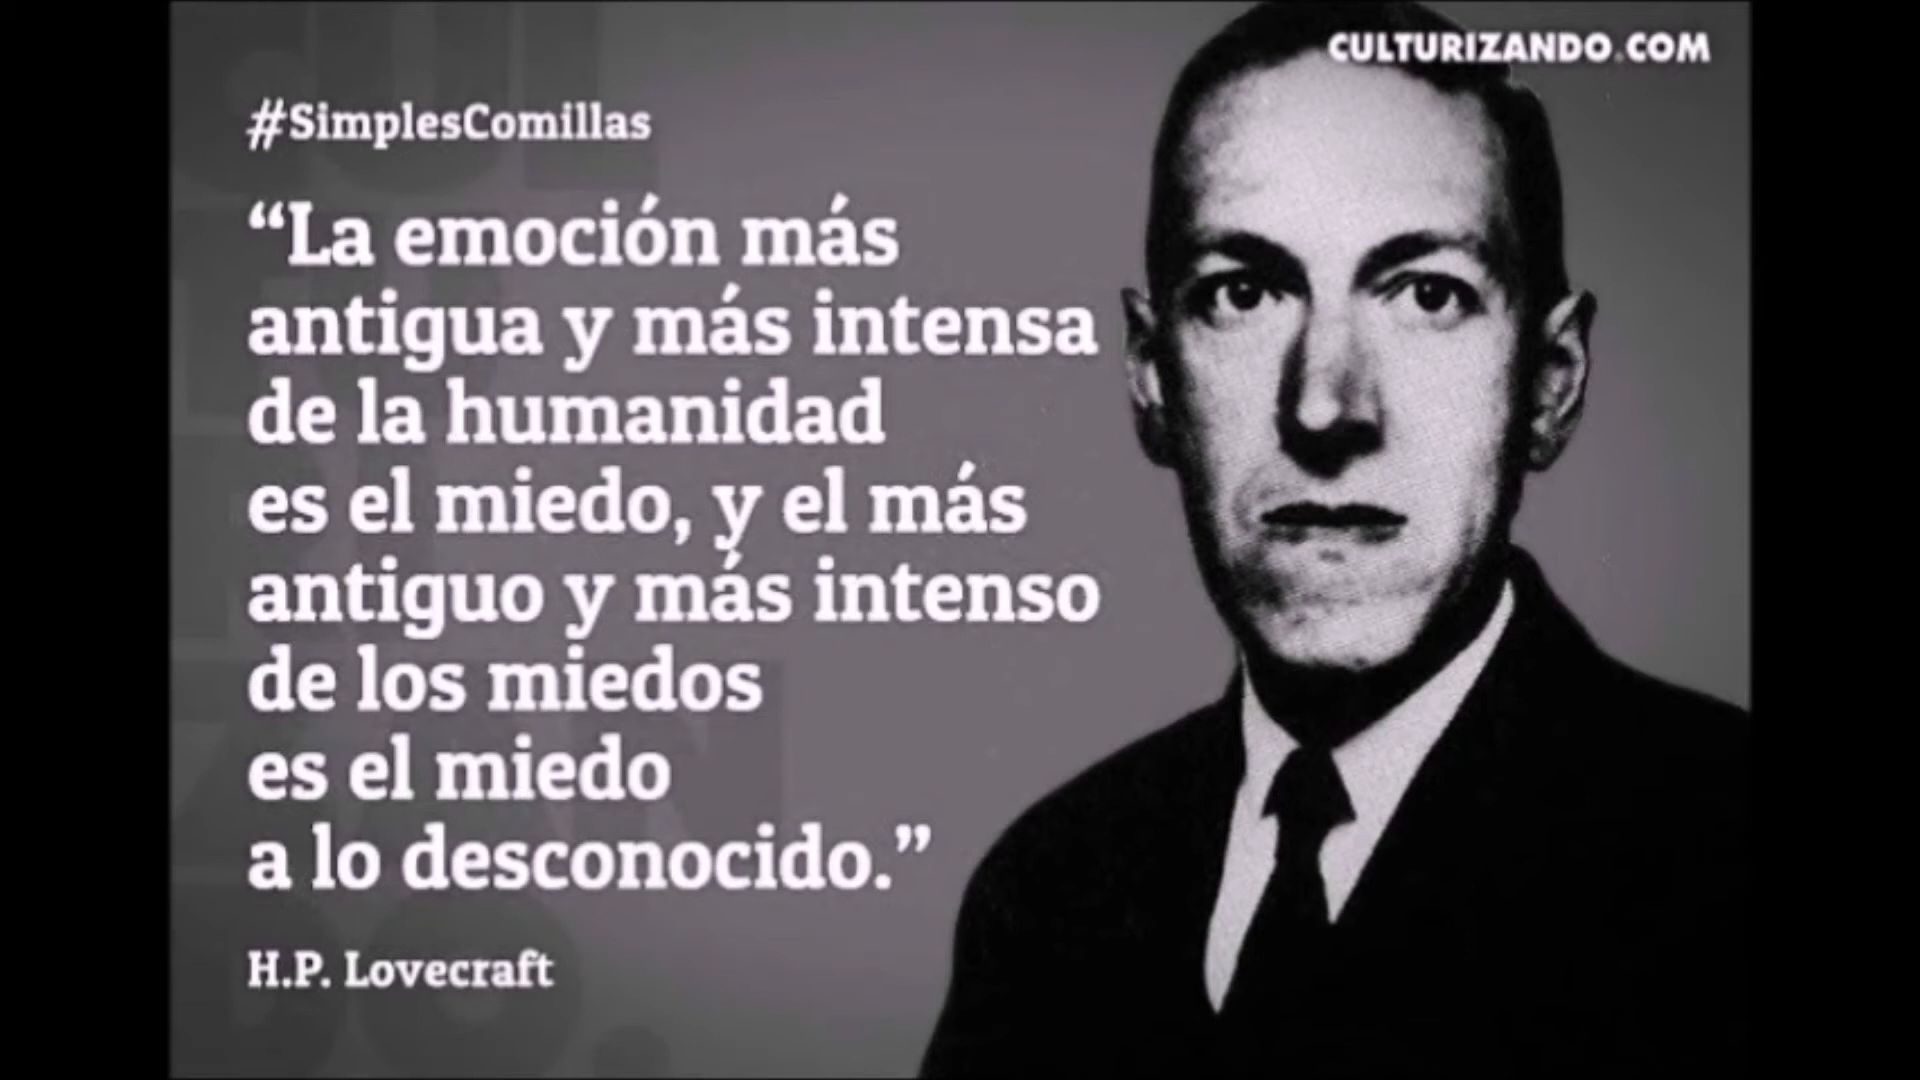 CULTURIZANDO.COM
#SimplesComillas
“La emoción más
antigua y más intensa
de la humanidad
es el miedo, y el más
antiguo y más intenso
de los miedos
es el miedo
a lo desconocido.”
H.P. Lovecraft